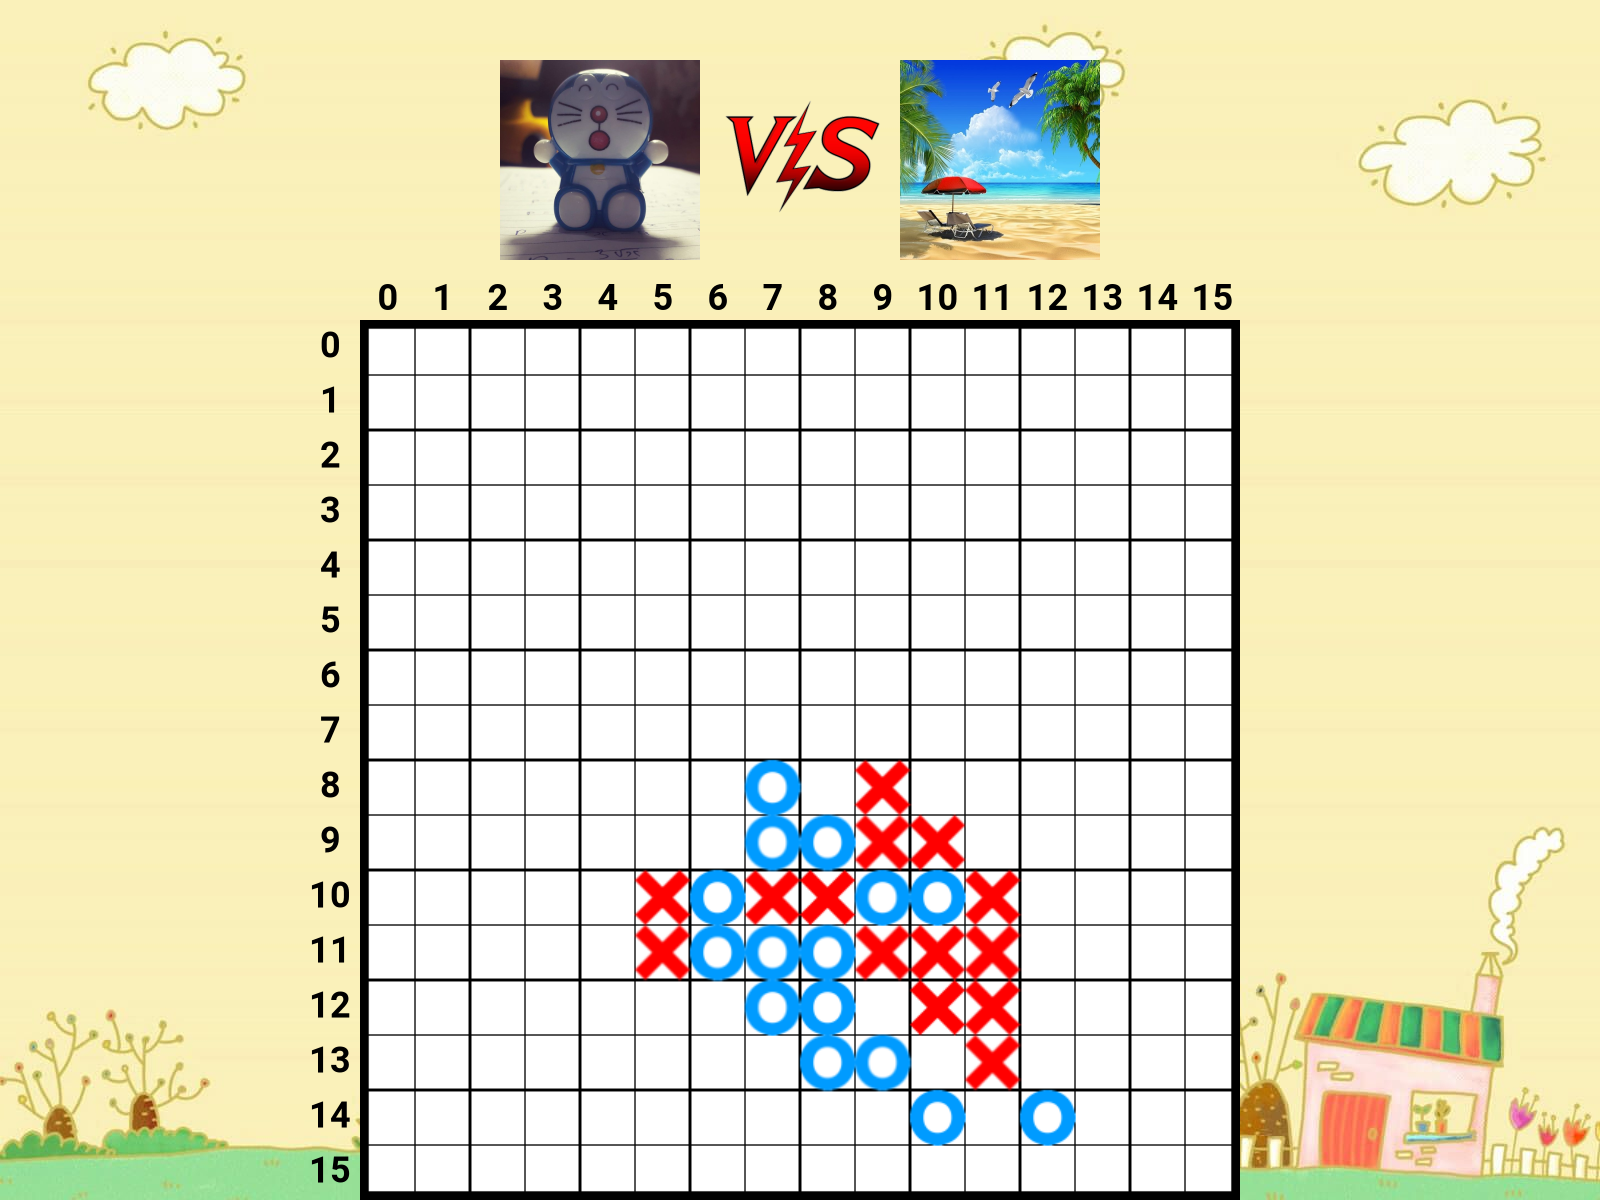 VS
0 1 2 3 4 5 6 7 8 9 10 11 12 13 14 15
0
1
2
3
4
5
6
7
8 O X
9 O O X X
10 X O X X O O X
11 X O O O X X X
12 O O X X
13 O O X
14 O O
15